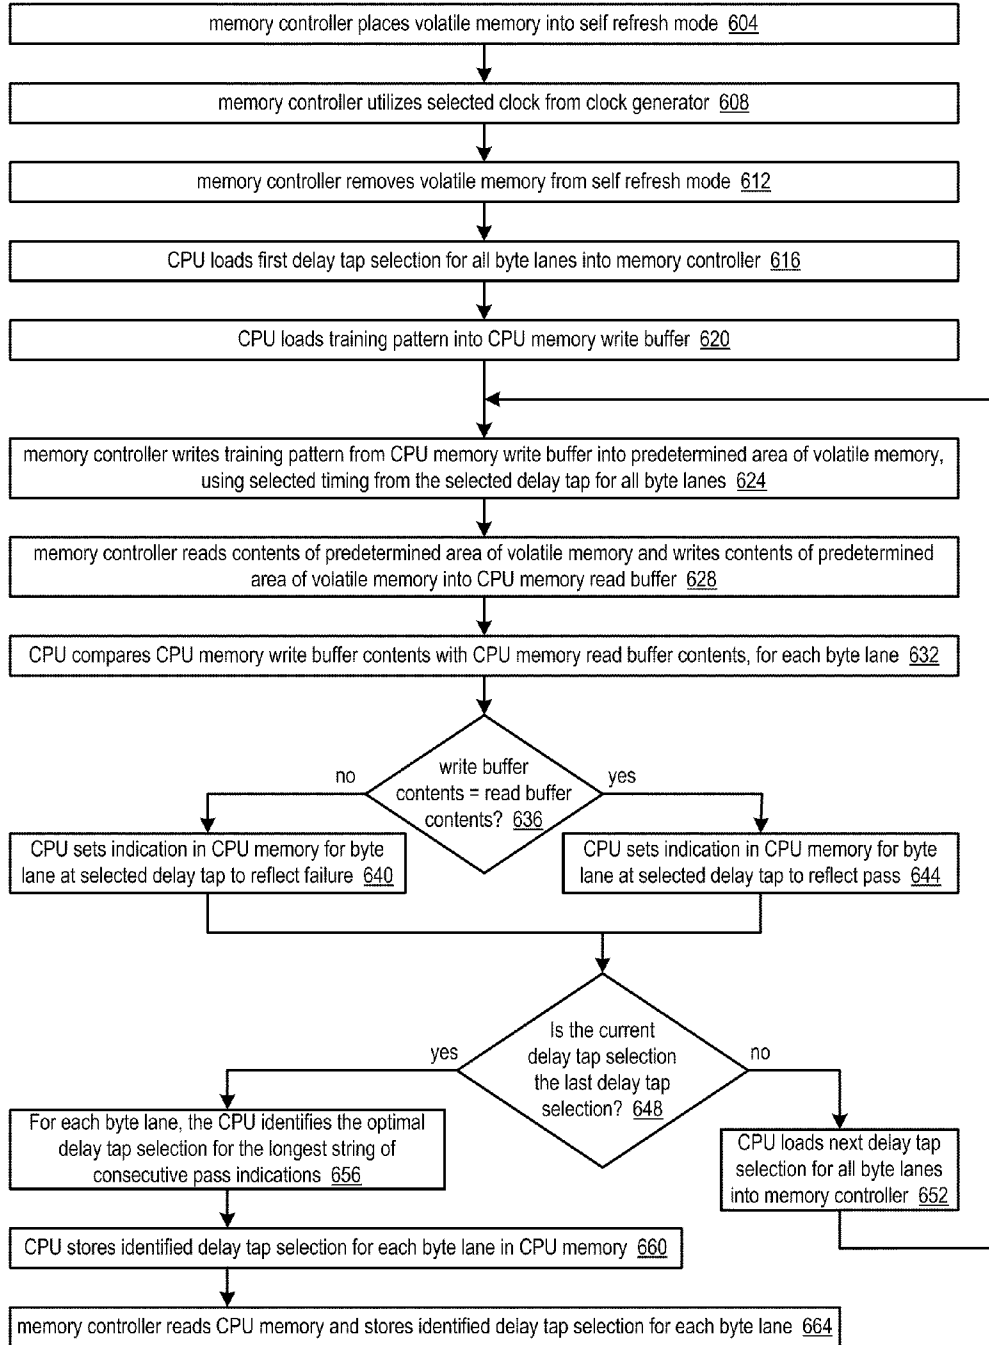 memory controller places volatile memory into self refresh mode 604
memory controller utilizes selected clock from clock generator 608
memory controller removes volatile memory from self refresh mode 612
CPU loads first delay tap selection for all byte lanes into memory controller 616
CPU loads training pattern into CPU memory write buffer 620
memory controller writes training pattern from CPU memory write buffer into predetermined area of volatile memory,
using selected timing from the selected delay tap for all byte lanes 624
memory controller reads contents of predetermined area of volatile memory and writes contents of predetermined
area of volatile memory into CPU memory read buffer 628
CPU compares CPU memory write buffer contents with CPU memory read buffer contents, for each byte lane 632
write buffer
contents = read buffer
contents? 636
no
yes
CPU sets indication in CPU memory for byte
lane at selected delay tap to reflect failure 640
CPU sets indication in CPU memory for byte
lane at selected delay tap to reflect pass 644
Is the current
delay tap selection
the last delay tap
selection? 648
yes
no
For each byte lane, the CPU identifies the optimal
delay tap selection for the longest string of
consecutive pass indications 656
CPU loads next delay tap
selection for all byte lanes
into memory controller 652
CPU stores identified delay tap selection for each byte lane in CPU memory 660
memory controller reads CPU memory and stores identified delay tap selection for each byte lane 664